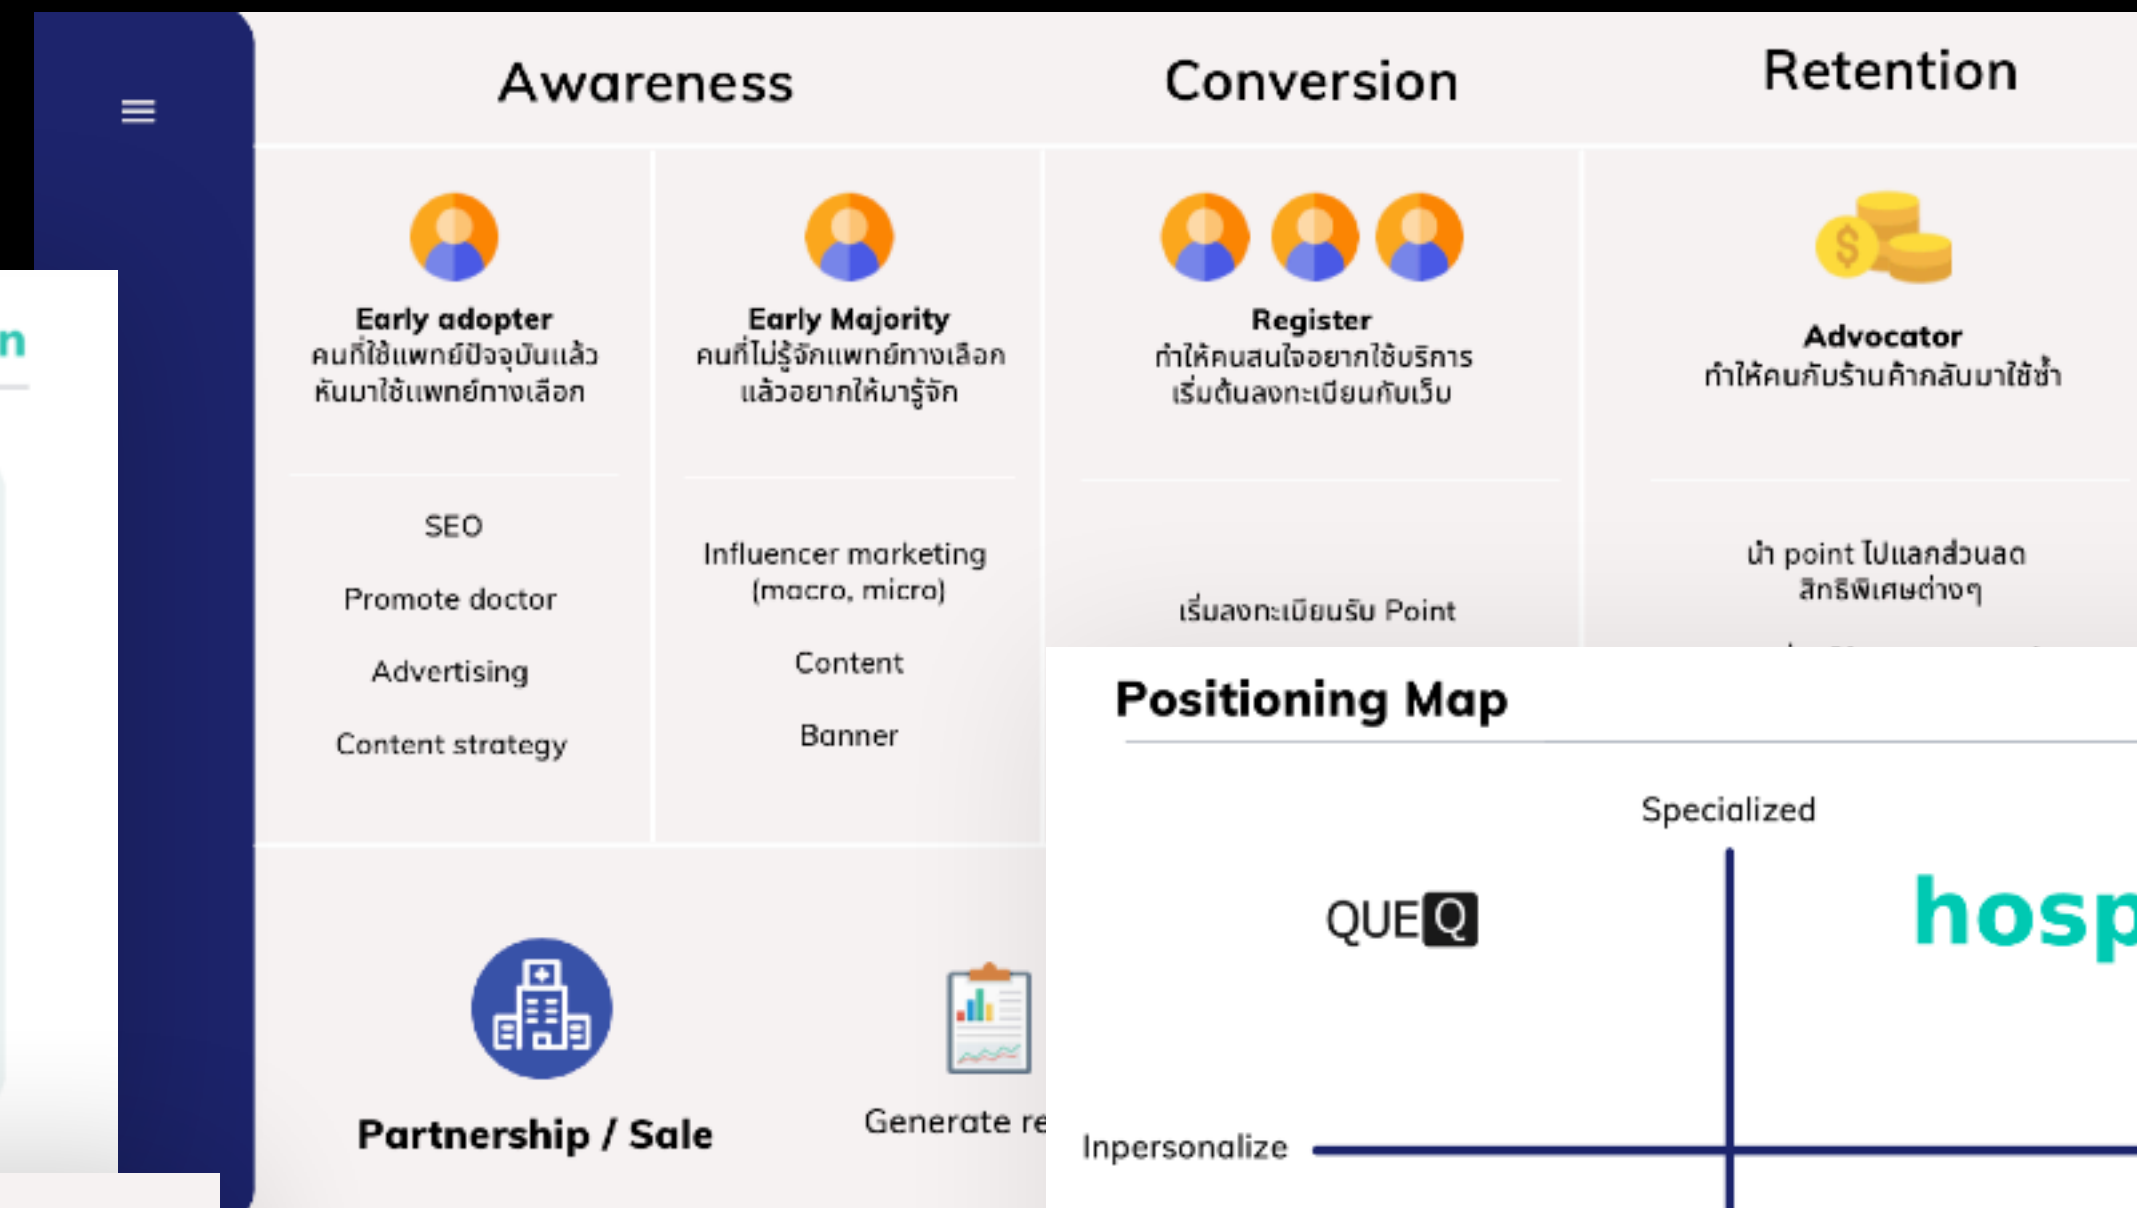 Awareness
Conversion
Retention
Early adopter
คนที่ใช้แพทย์ปัจจุบันแล้ว
หันมาใช้แพทย์ทางเลือก
SEO
Promote doctor
Advertising
Content strategy
Early Majority
คนที่ไม่รู้จักแพทย์ทางเลือก
แล้วอยากให้มารู้จัก
Influencer marketing
(macro, micro)
Content
Banner
Register
ทำให้คนสนใจอยากใช้บริการ
เริ่มต้นลงทะเบียนกับเว็บ
เริ่มลงทะเบียนรับ Point
Advocator
ทำให้คนกับร้านค้ากลับมาใช้ซ้ำ
นำ point ไปแลกส่วนลด
สิทธิพิเศษต่างๆ
n
Partnership / Sale
Generate re
Positioning Map
Specialized
QUEQ
hosp
Inpersonalize